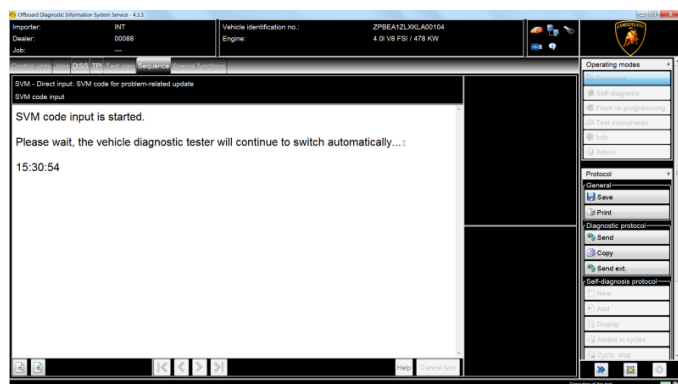 Offboard Diagnostic Information System Service - 4.3.3
Importer: INT
Dealer: 00088
Job: ---
Vehicle identification no.: ZPBEA1ZLXKLA00104
Engine: 4.0l V8 FSI / 478 KW
Control units Jobs DISS TPI Test plan Sequence Special functions
SVM - Direct input: SVM code for problem-related update
SVM code input
SVM code input is started.
Please wait, the vehicle diagnostic tester will continue to switch automatically...
15:30:54
Help
Cancel test
Operating modes
Diagnosis
Self-diagnosis
Flash re-programming
Test instruments
Info
Admin
Protocol
General
Save
Print
Diagnostic protocol
Send
Copy
Send ext.
Self-diagnosis protocol
New
Add
Display
Added in cycles
Cyclic stop